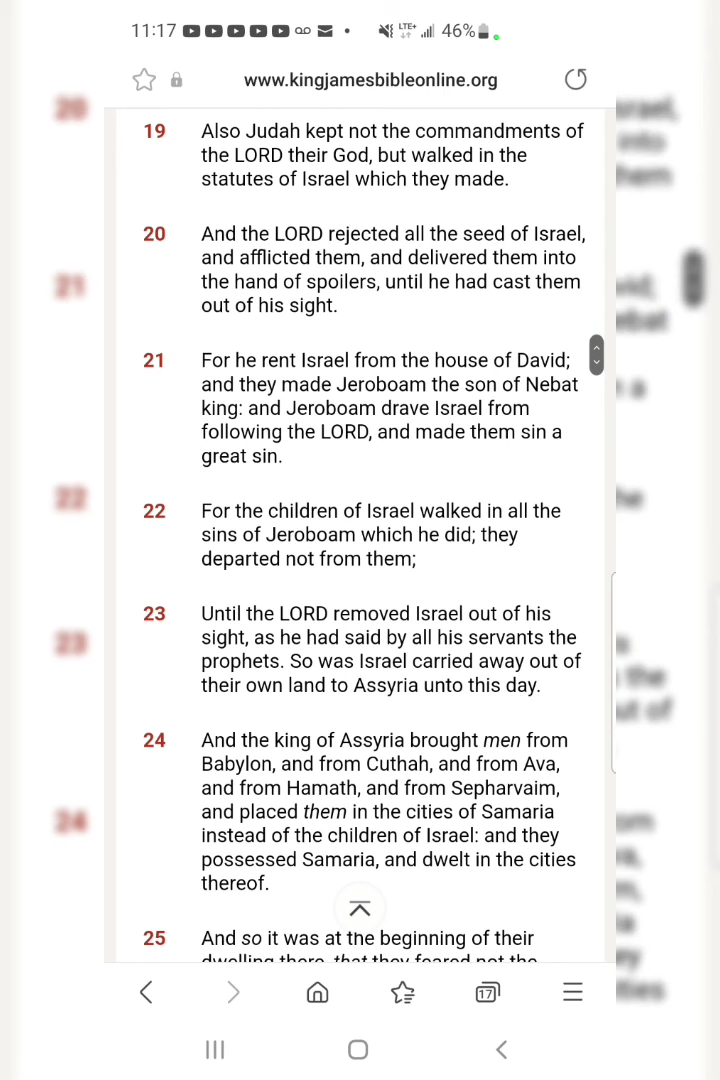 11:17
LTE+
46%
www.kingjamesbibleonline.org
19 Also Judah kept not the commandments of
the LORD their God, but walked in the
statutes of Israel which they made.
20 And the LORD rejected all the seed of Israel,
and afflicted them, and delivered them into
the hand of spoilers, until he had cast them
out of his sight.
21 For he rent Israel from the house of David;
and they made Jeroboam the son of Nebat
king: and Jeroboam drave Israel from
following the LORD, and made them sin a
great sin.
22 For the children of Israel walked in all the
sins of Jeroboam which he did; they
departed not from them;
23 Until the LORD removed Israel out of his
sight, as he had said by all his servants the
prophets. So was Israel carried away out of
their own land to Assyria unto this day.
24 And the king of Assyria brought men from
Babylon, and from Cuthah, and from Ava,
and from Hamath, and from Sepharvaim,
and placed them in the cities of Samaria
instead of the children of Israel: and they
possessed Samaria, and dwelt in the cities
thereof.
25 And so it was at the beginning of their
dwelling there, that they feared not the
17